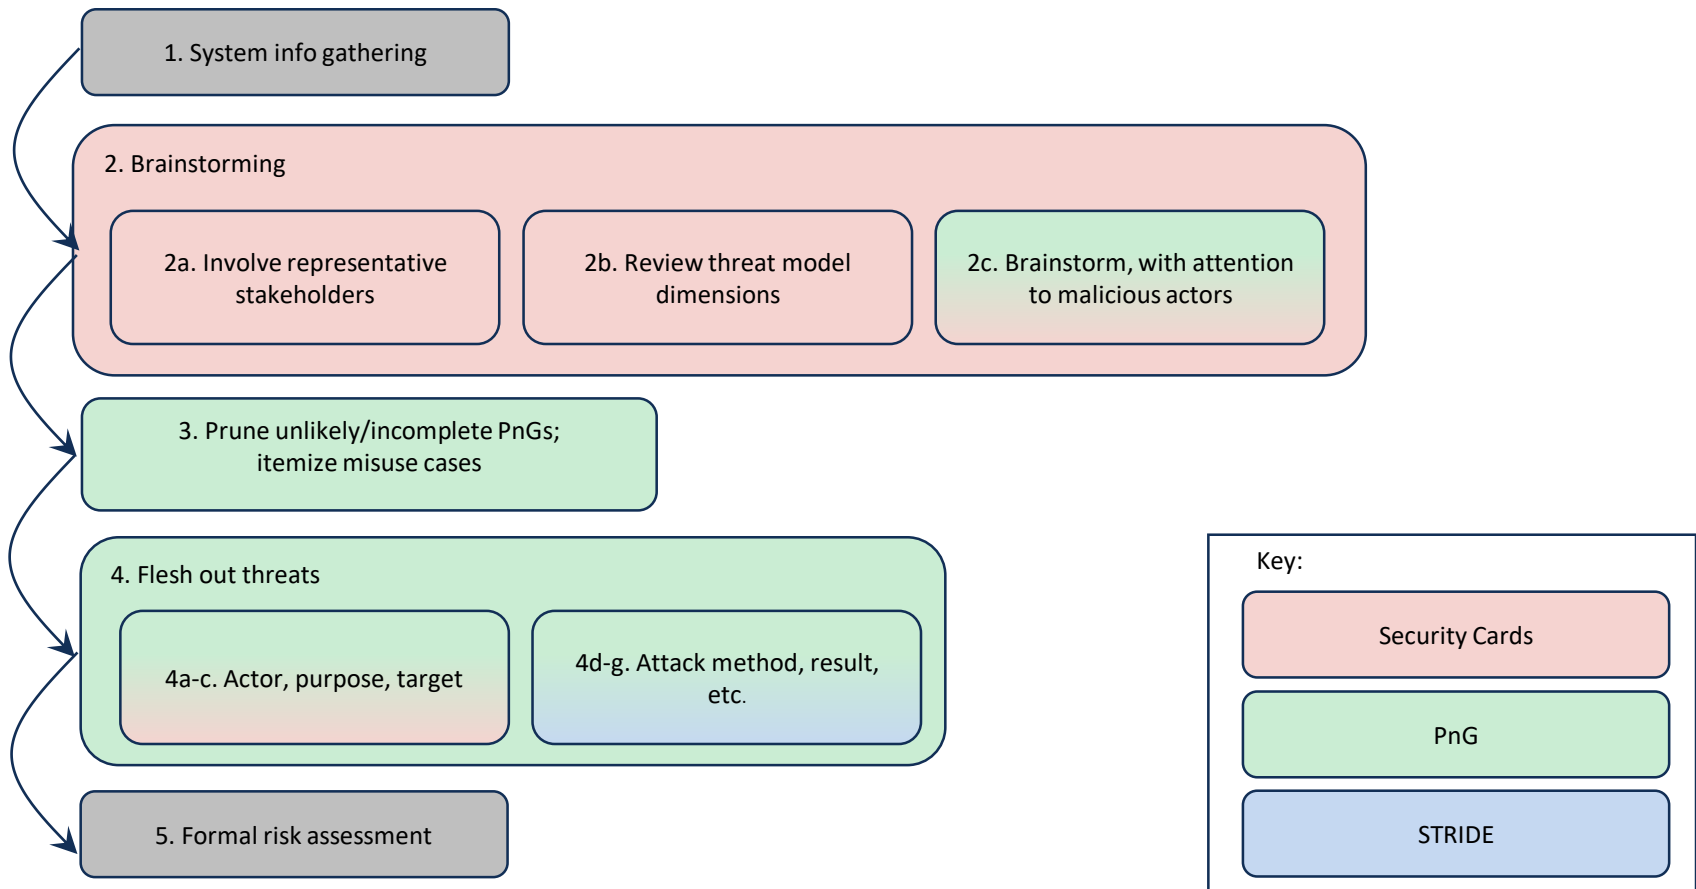 1. System info gathering
2. Brainstorming
2a. Involve representative
stakeholders
2b. Review threat model
dimensions
2c. Brainstorm, with attention
to malicious actors
3. Prune unlikely/incomplete PnGs;
itemize misuse cases
4. Flesh out threats
4a-c. Actor, purpose, target
4d-g. Attack method, result,
etc.
5. Formal risk assessment
Key:
Security Cards
PnG
STRIDE